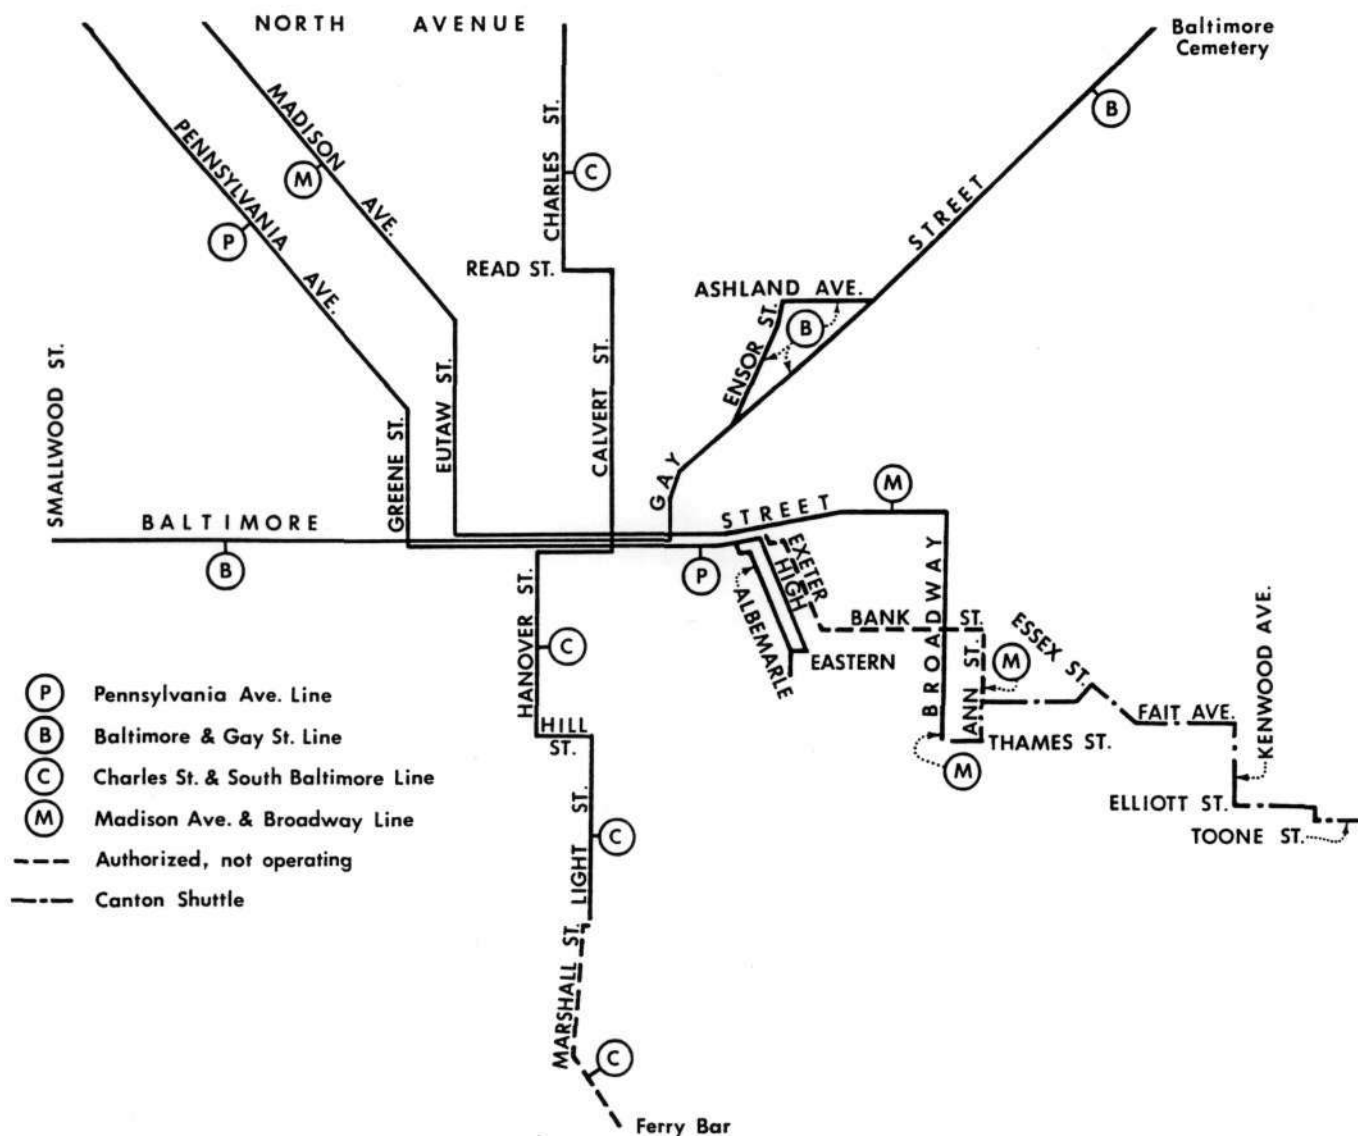 NORTH AVENUE
Baltimore
Cemetery
MADISON AVE.
PENNSYLVANIA AVE.
M
P
CHARLES ST.
C
B
STREET
READ ST.
ASHLAND AVE.
ENSOR ST.
B
SMALLWOOD ST.
GREENE ST.
EUTAW ST.
CALVERT ST.
GAY
BALTIMORE
STREET
M
B
P
EXETER
HIGH
ALBEMARLE
EASTERN
BANK ST.
BROADWAY
ANN ST.
M
M
THAMES ST.
ESSEX ST.
FAIT AVE.
KENWOOD AVE.
ELLIOTT ST.
TOONE ST.
HANOVER ST.
C
HILL
ST.
LIGHT ST.
C
MARSHALL ST.
C
Ferry Bar
P Pennsylvania Ave. Line
B Baltimore & Gay St. Line
C Charles St. & South Baltimore Line
M Madison Ave. & Broadway Line
Authorized, not operating
Canton Shuttle